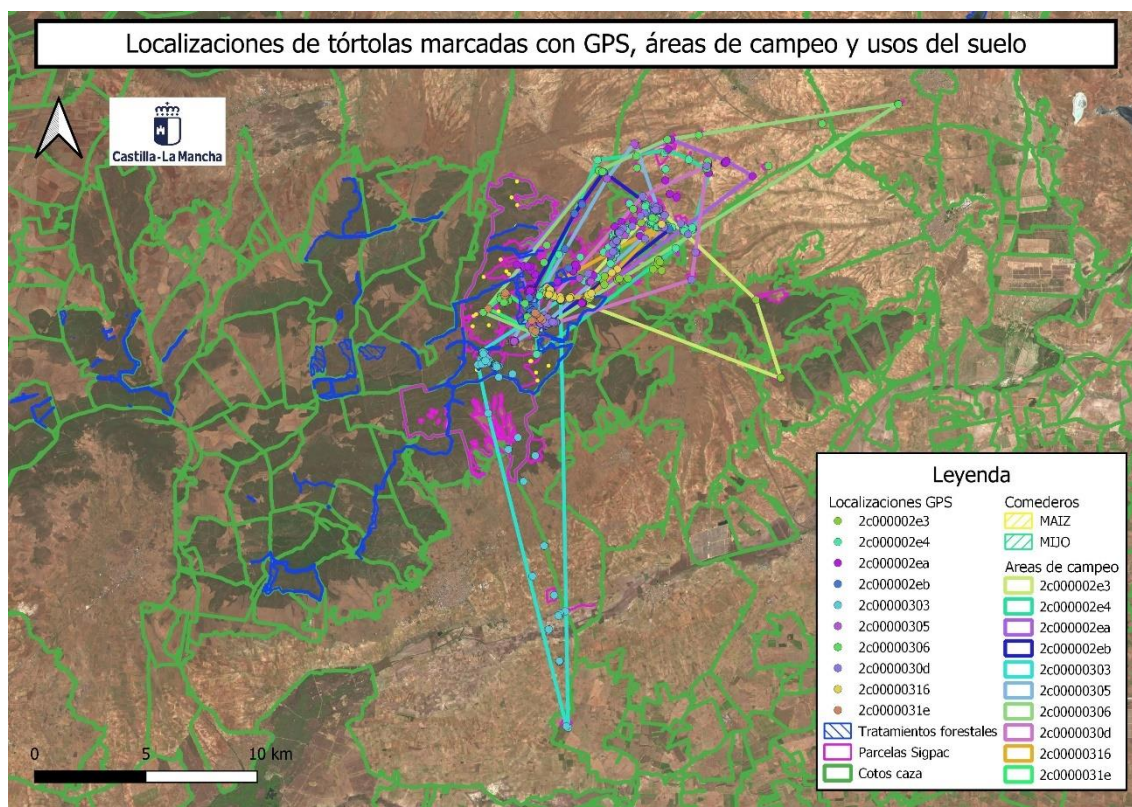 Localizaciones de tórtolas marcadas con GPS, áreas de campeo y usos del suelo
Castilla-La Mancha
Leyenda
Localizaciones GPS
2c000002e3
2c000002e4
2c000002ea
2c000002eb
2c00000303
2c00000305
2c00000306
2c0000030d
2c00000316
2c0000031e
Tratamientos forestales
Parcelas Sigpac
Cotos caza
Comederos
MAIZ
MIJO
Areas de campeo
2c000002e3
2c000002e4
2c000002ea
2c000002eb
2c00000303
2c00000305
2c00000306
2c0000030d
2c00000316
2c0000031e
0 5 10 km